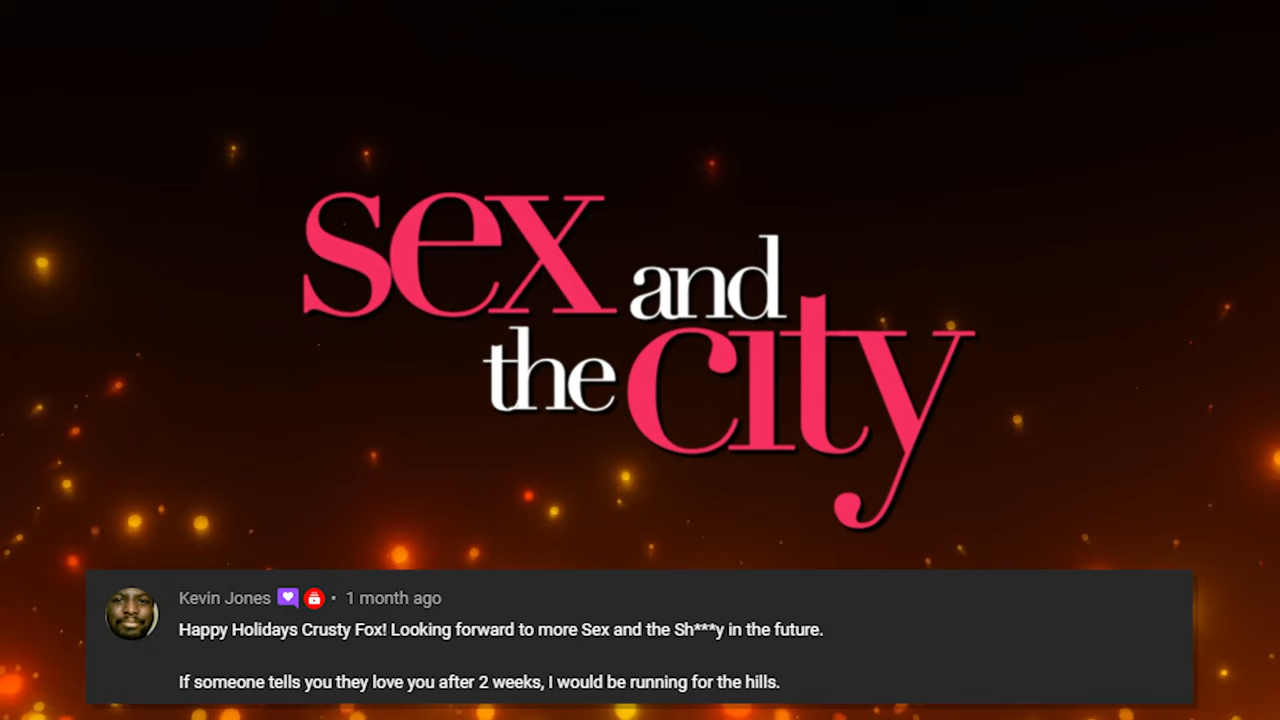 sex and
the city
Kevin Jones • 1 month ago
Happy Holidays Crusty Fox! Looking forward to more Sex and the Sh***y in the future.
If someone tells you they love you after 2 weeks, I would be running for the hills.